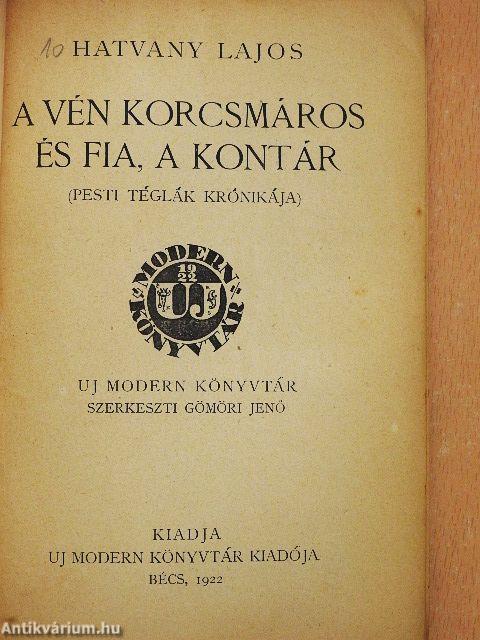 10 HATVANY LAJOS
A VÉN KORCSMÁROS
ÉS FIA, A KONTÁR
(PESTI TÉGLÁK KRÓNIKÁJA)
MODERN
1922
UJ
KÖNYVTÁR
UJ MODERN KÖNYVTÁR
SZERKESZTI GÖMÖRI JENŐ
KIADJA
UJ MODERN KÖNYVTÁR KIADÓJA
BÉCS, 1922
Antikvárium.hu